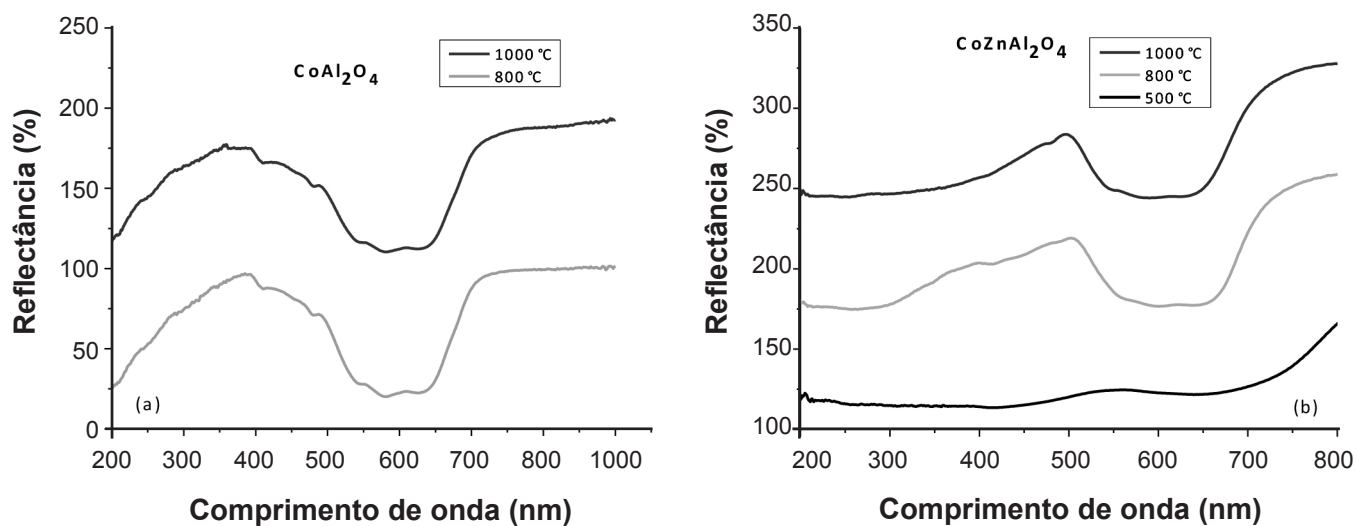 250
200
150
100
50
0
Reflectância (%)
CoAl2O4
1000 °C
800 °C
(a)
200 300 400 500 600 700 800 900 1000
Comprimento de onda (nm)
350
300
250
200
150
100
Reflectância (%)
CoZnAl2O4
1000 °C
800 °C
500 °C
(b)
200 300 400 500 600 700 800
Comprimento de onda (nm)